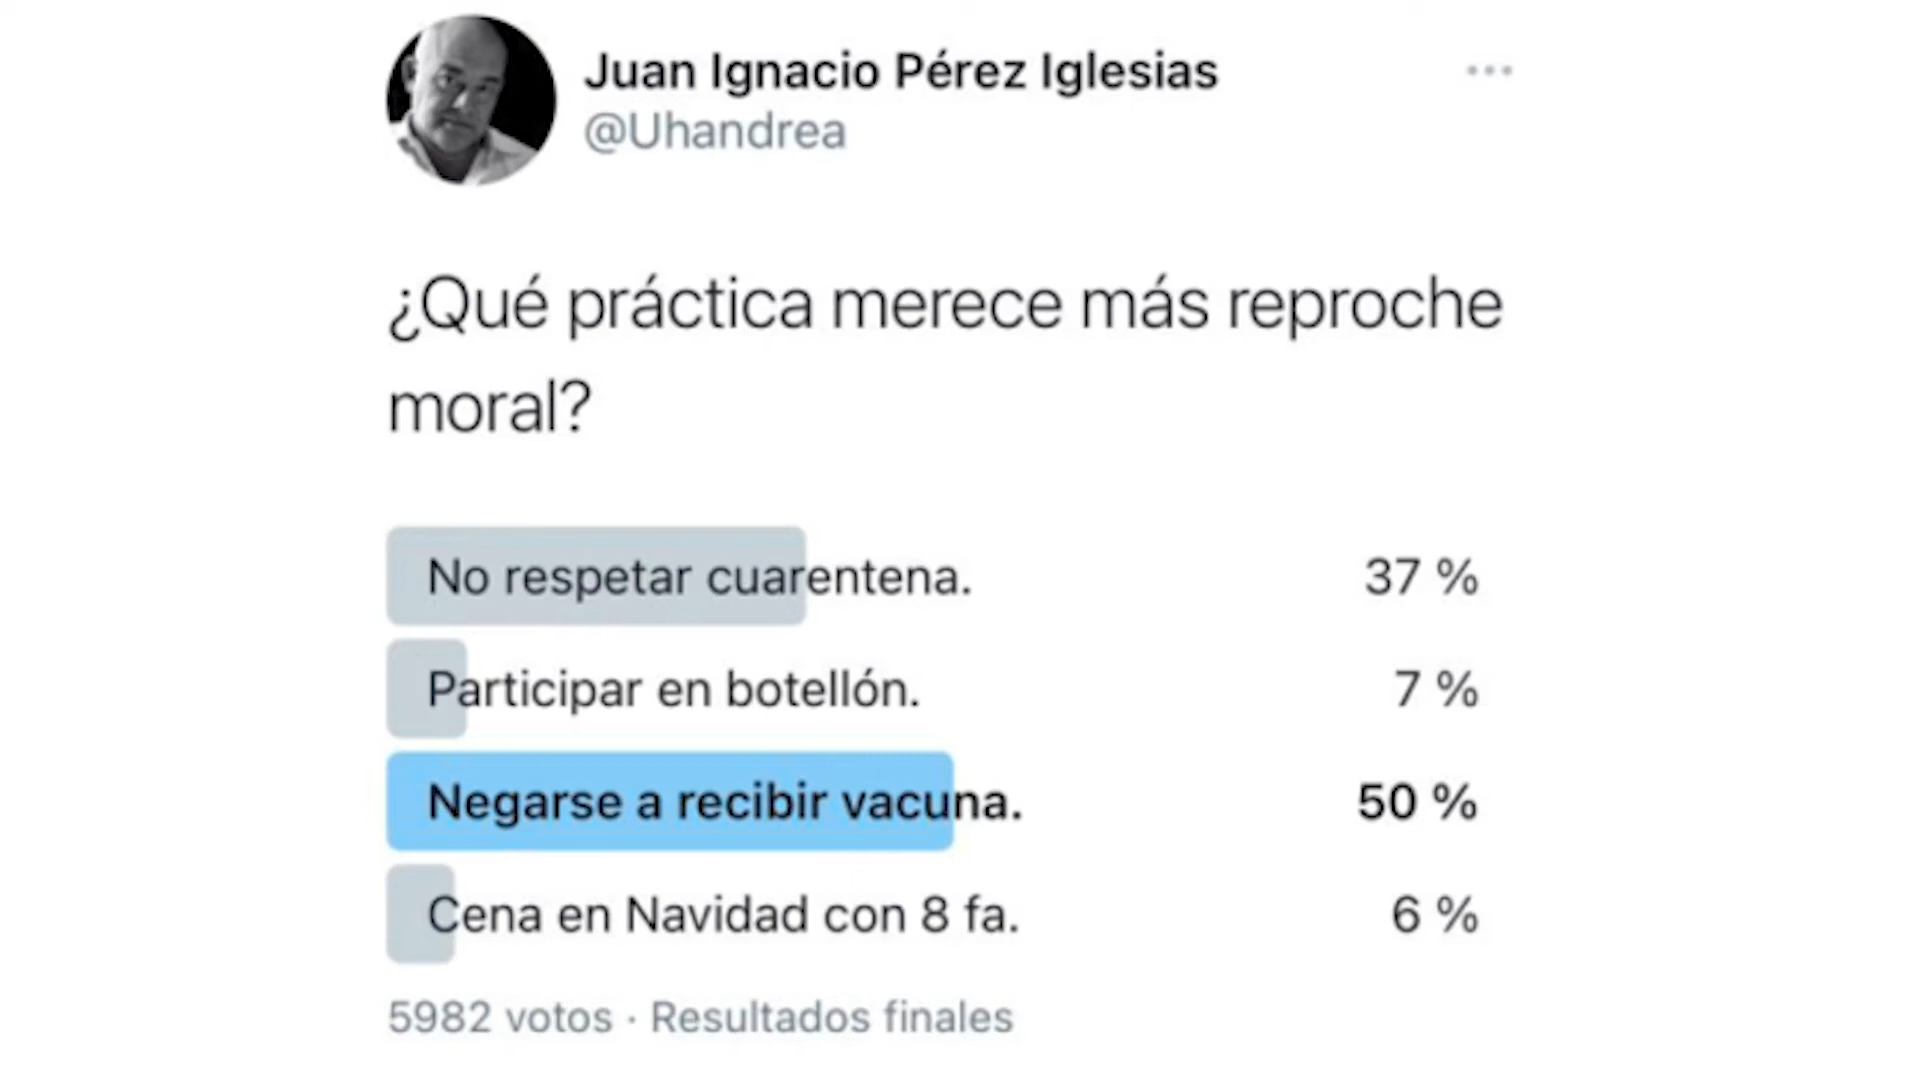 Juan Ignacio Pérez Iglesias
@Uhandrea
¿Qué práctica merece más reproche
moral?
No respetar cuarentena. 37 %
Participar en botellón. 7 %
Negarse a recibir vacuna. 50 %
Cena en Navidad con 8 fa. 6 %
5982 votos · Resultados finales